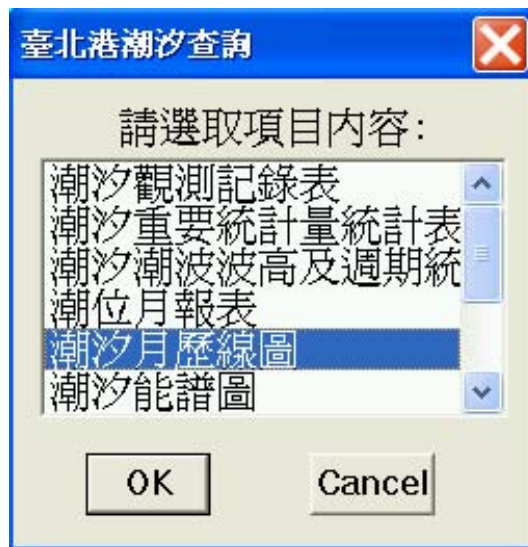 臺北港潮汐查詢
請選取項目內容:
潮汐觀測記錄表
潮汐重要統計量統計表
潮汐潮波波高及週期統
潮位月報表
潮汐月歷線圖
潮汐能譜圖
OK
Cancel